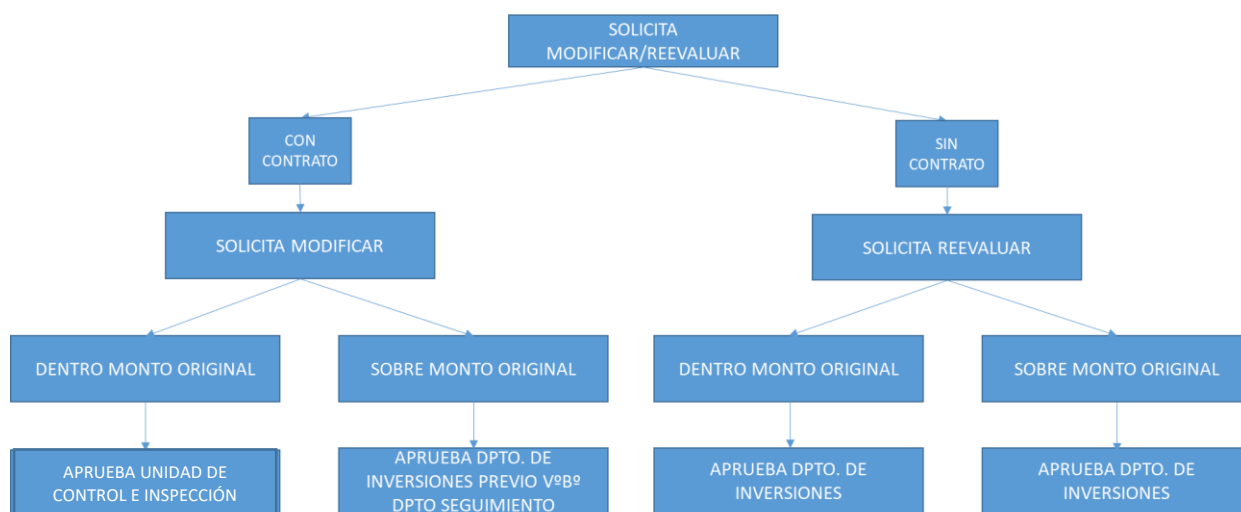 SOLICITA
MODIFICAR/REEVALUAR
CON
CONTRATO
SIN
CONTRATO
SOLICITA MODIFICAR
SOLICITA REEVALUAR
DENTRO MONTO ORIGINAL
SOBRE MONTO ORIGINAL
DENTRO MONTO ORIGINAL
SOBRE MONTO ORIGINAL
APRUEBA UNIDAD DE
CONTROL E INSPECCIÓN
APRUEBA DPTO. DE
INVERSIONES PREVIO VºBº
DPTO SEGUIMIENTO
APRUEBA DPTO. DE
INVERSIONES
APRUEBA DPTO. DE
INVERSIONES